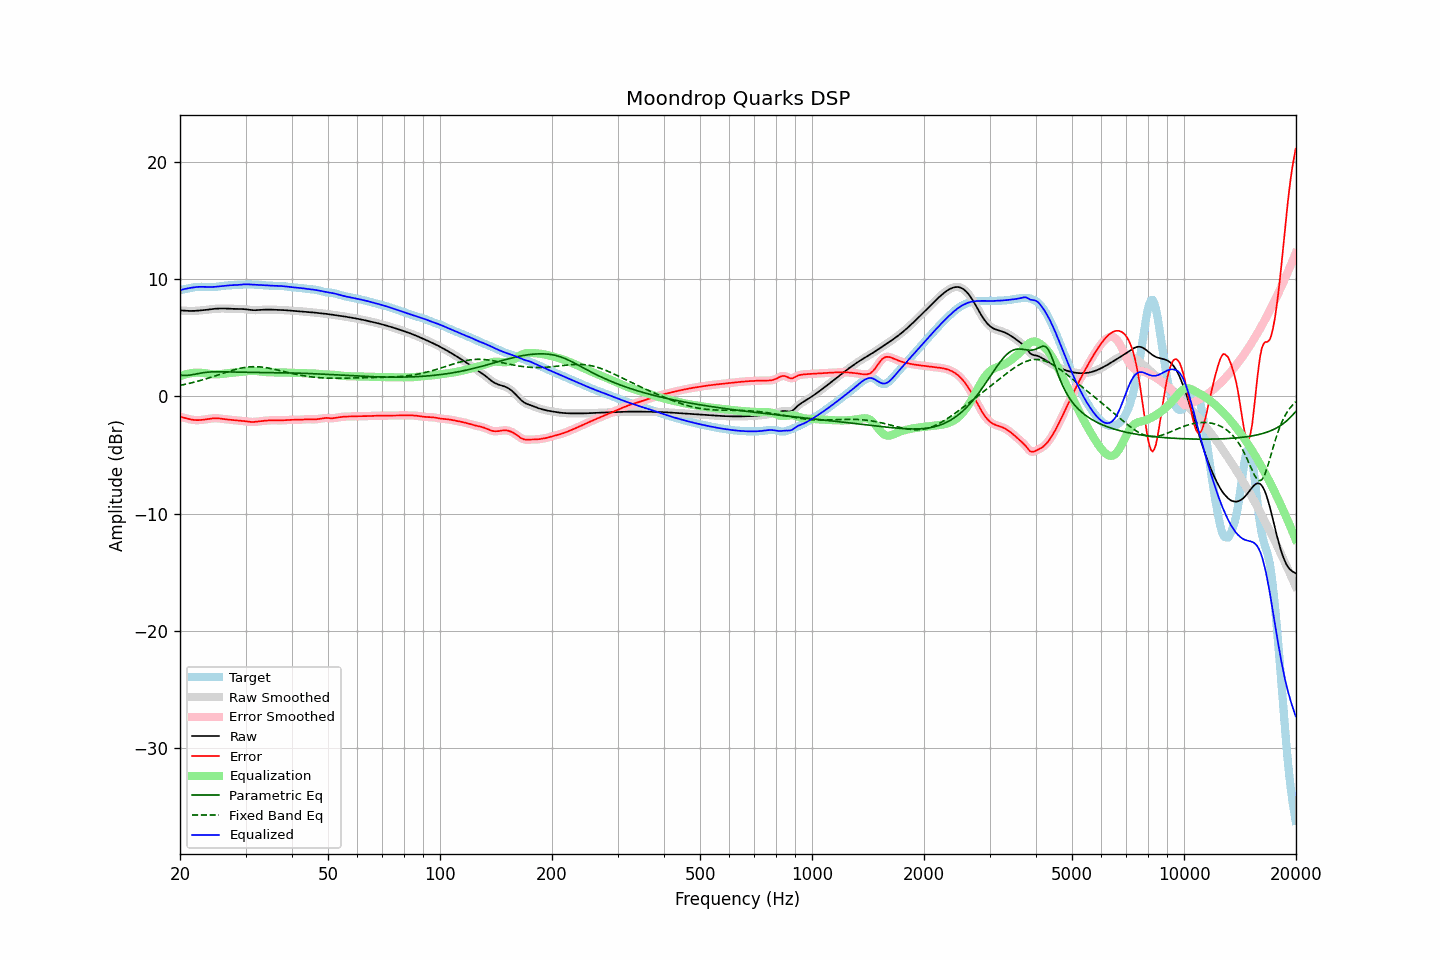 Moondrop Quarks DSP
Amplitude (dBr)
20
10
0
−10
−20
−30
Target
Raw Smoothed
Error Smoothed
Raw
Error
Equalization
Parametric Eq
Fixed Band Eq
Equalized
20 50 100 200 500 1000 2000 5000 10000 20000
Frequency (Hz)